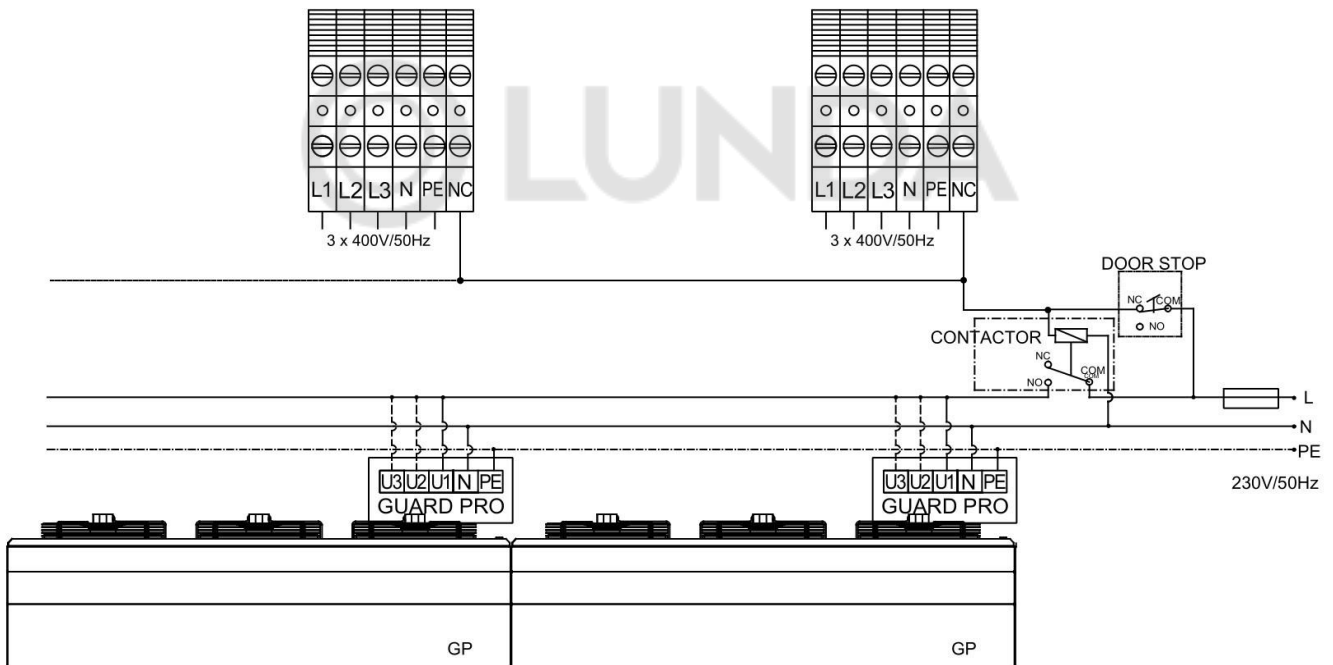 LUNDA
L1 L2 L3 N PE NC
L1 L2 L3 N PE NC
3 x 400V/50Hz
3 x 400V/50Hz
DOOR STOP
NC COM
NO
CONTACTOR
NC
COM
COM
NO
L
N
PE
U3 U2 U1 N PE
U3 U2 U1 N PE
230V/50Hz
GUARD PRO
GUARD PRO
GP
GP